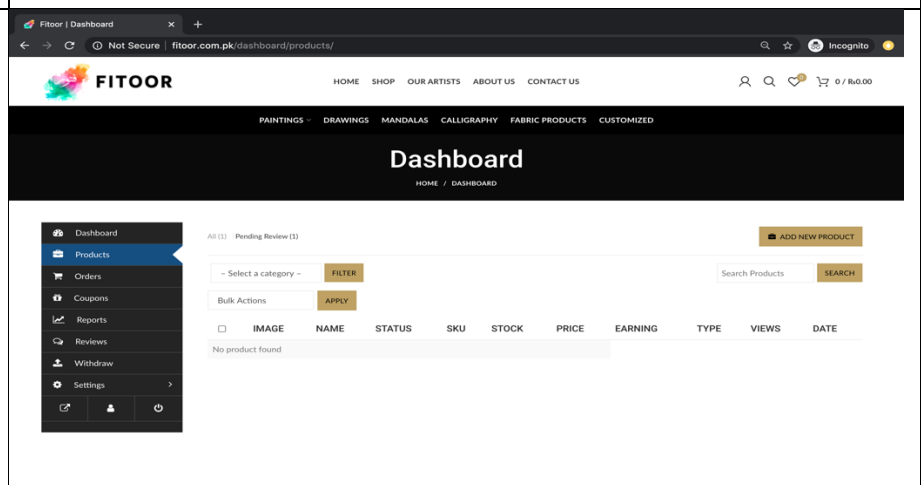 Fitoor | Dashboard
Not Secure | fitoor.com.pk/dashboard/products/
Incognito
FITOOR
HOME SHOP OUR ARTISTS ABOUT US CONTACT US
0 / ₨0.00
PAINTINGS DRAWINGS MANDALAS CALLIGRAPHY FABRIC PRODUCTS CUSTOMIZED
Dashboard
HOME / DASHBOARD
Dashboard
Products
Orders
Coupons
Reports
Reviews
Withdraw
Settings
All (1) Pending Review (1)
ADD NEW PRODUCT
– Select a category – FILTER
Search Products SEARCH
Bulk Actions APPLY
IMAGE NAME STATUS SKU STOCK PRICE EARNING TYPE VIEWS DATE
No product found